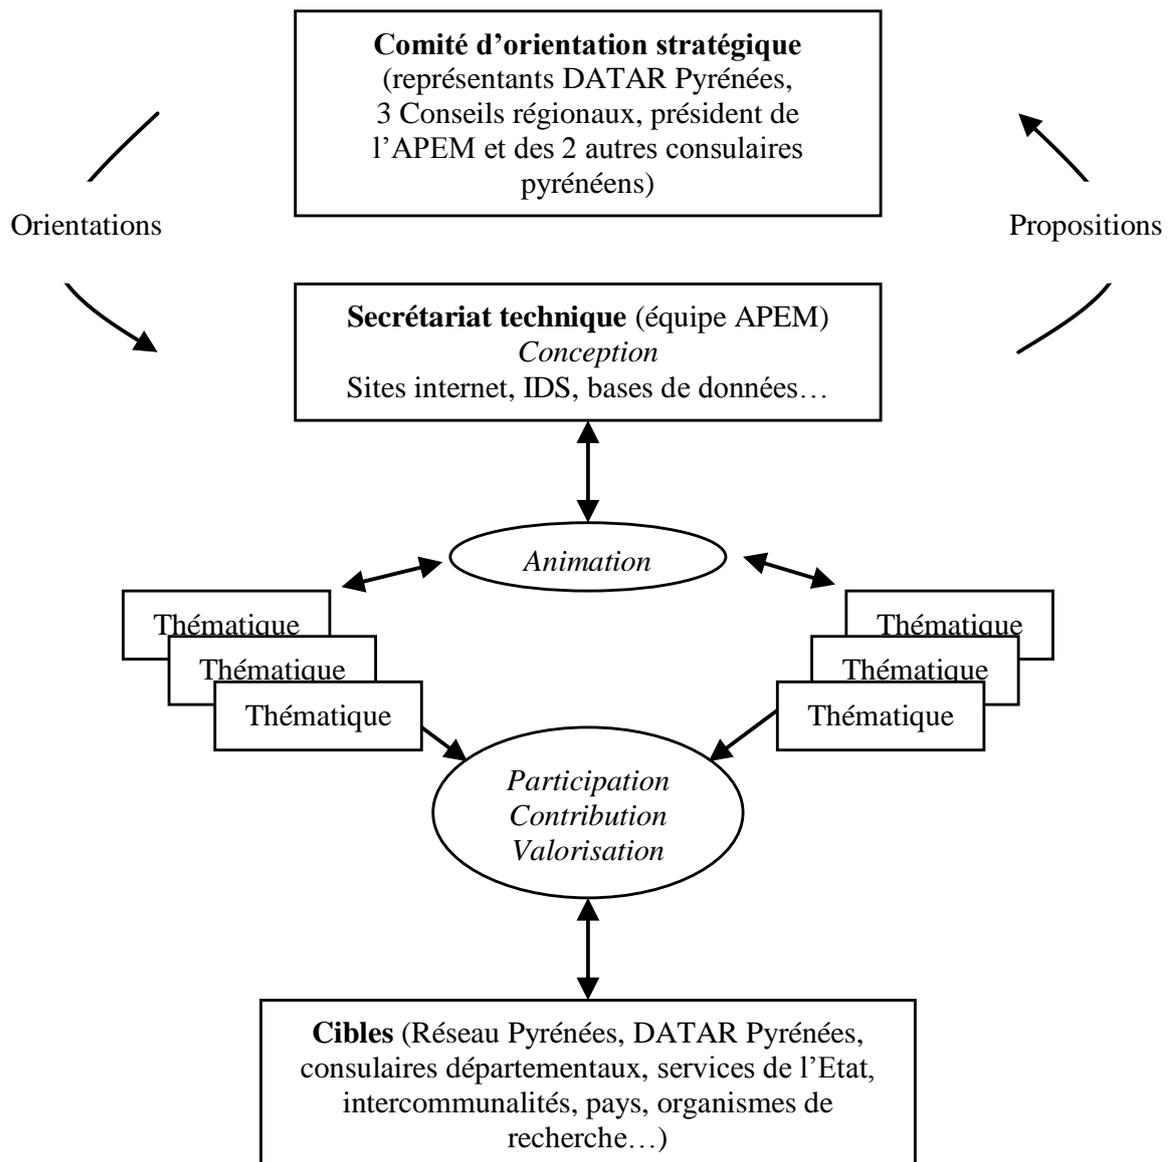 Comité d’orientation stratégique
(représentants DATAR Pyrénées,
3 Conseils régionaux, président de
l’APEM et des 2 autres consulaires
pyrénéens)
Orientations
Propositions
Secrétariat technique (équipe APEM)
Conception
Sites internet, IDS, bases de données…
Animation
Thématique
Thématique
Thématique
Thématique
Thématique
Thématique
Participation
Contribution
Valorisation
Cibles (Réseau Pyrénées, DATAR Pyrénées,
consulaires départementaux, services de l’Etat,
intercommunalités, pays, organismes de
recherche…)